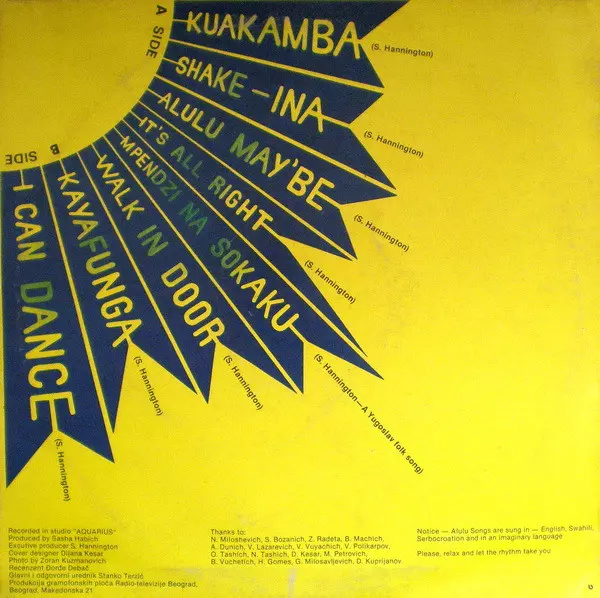 A SIDE
KUAKAMBA
(S. Hannington)
SHAKE-INA
(S. Hannington)
ALULU MAY'BE
(S. Hannington)
IT'S ALL RIGHT
(S. Hannington)
MPENDZI NA SOKAKU
(S. Hannington—A Yugoslav folk song)
B SIDE
WALK IN DOOR
(S. Hannington)
KAYAFUNGA
(S. Hannington)
I CAN DANCE
(S. Hannington)
Recorded in studio "AQUARIUS"
Produced by Sasha Habich
Exçutive producer S. Hannington
Cover designer Dijana Kesar
Photo by Zoran Kuzmanovich
Recenzent Đorđe Debač
Glavni i odgovorni urednik Stanko Terzić
Produkcija gramofonskih ploča Radio-televizije Beograd,
Beograd, Makedonska 21
Thanks to:
N. Miloshevich, S. Bozanich, Z. Radeta, B. Machich,
A. Dunich, V. Lazarevich, V. Vuyachich, V. Polikarpov,
O. Tashich, N. Tashich, D. Kesar, M. Petrovich,
B. Vuchetich, H. Gomes, G. Milosavljevich, D. Kuprijanov.
Notice — Alulu Songs are sung in — English, Swahili,
Serbocroation and in an imaginary language
Please, relax and let the rhythm take you